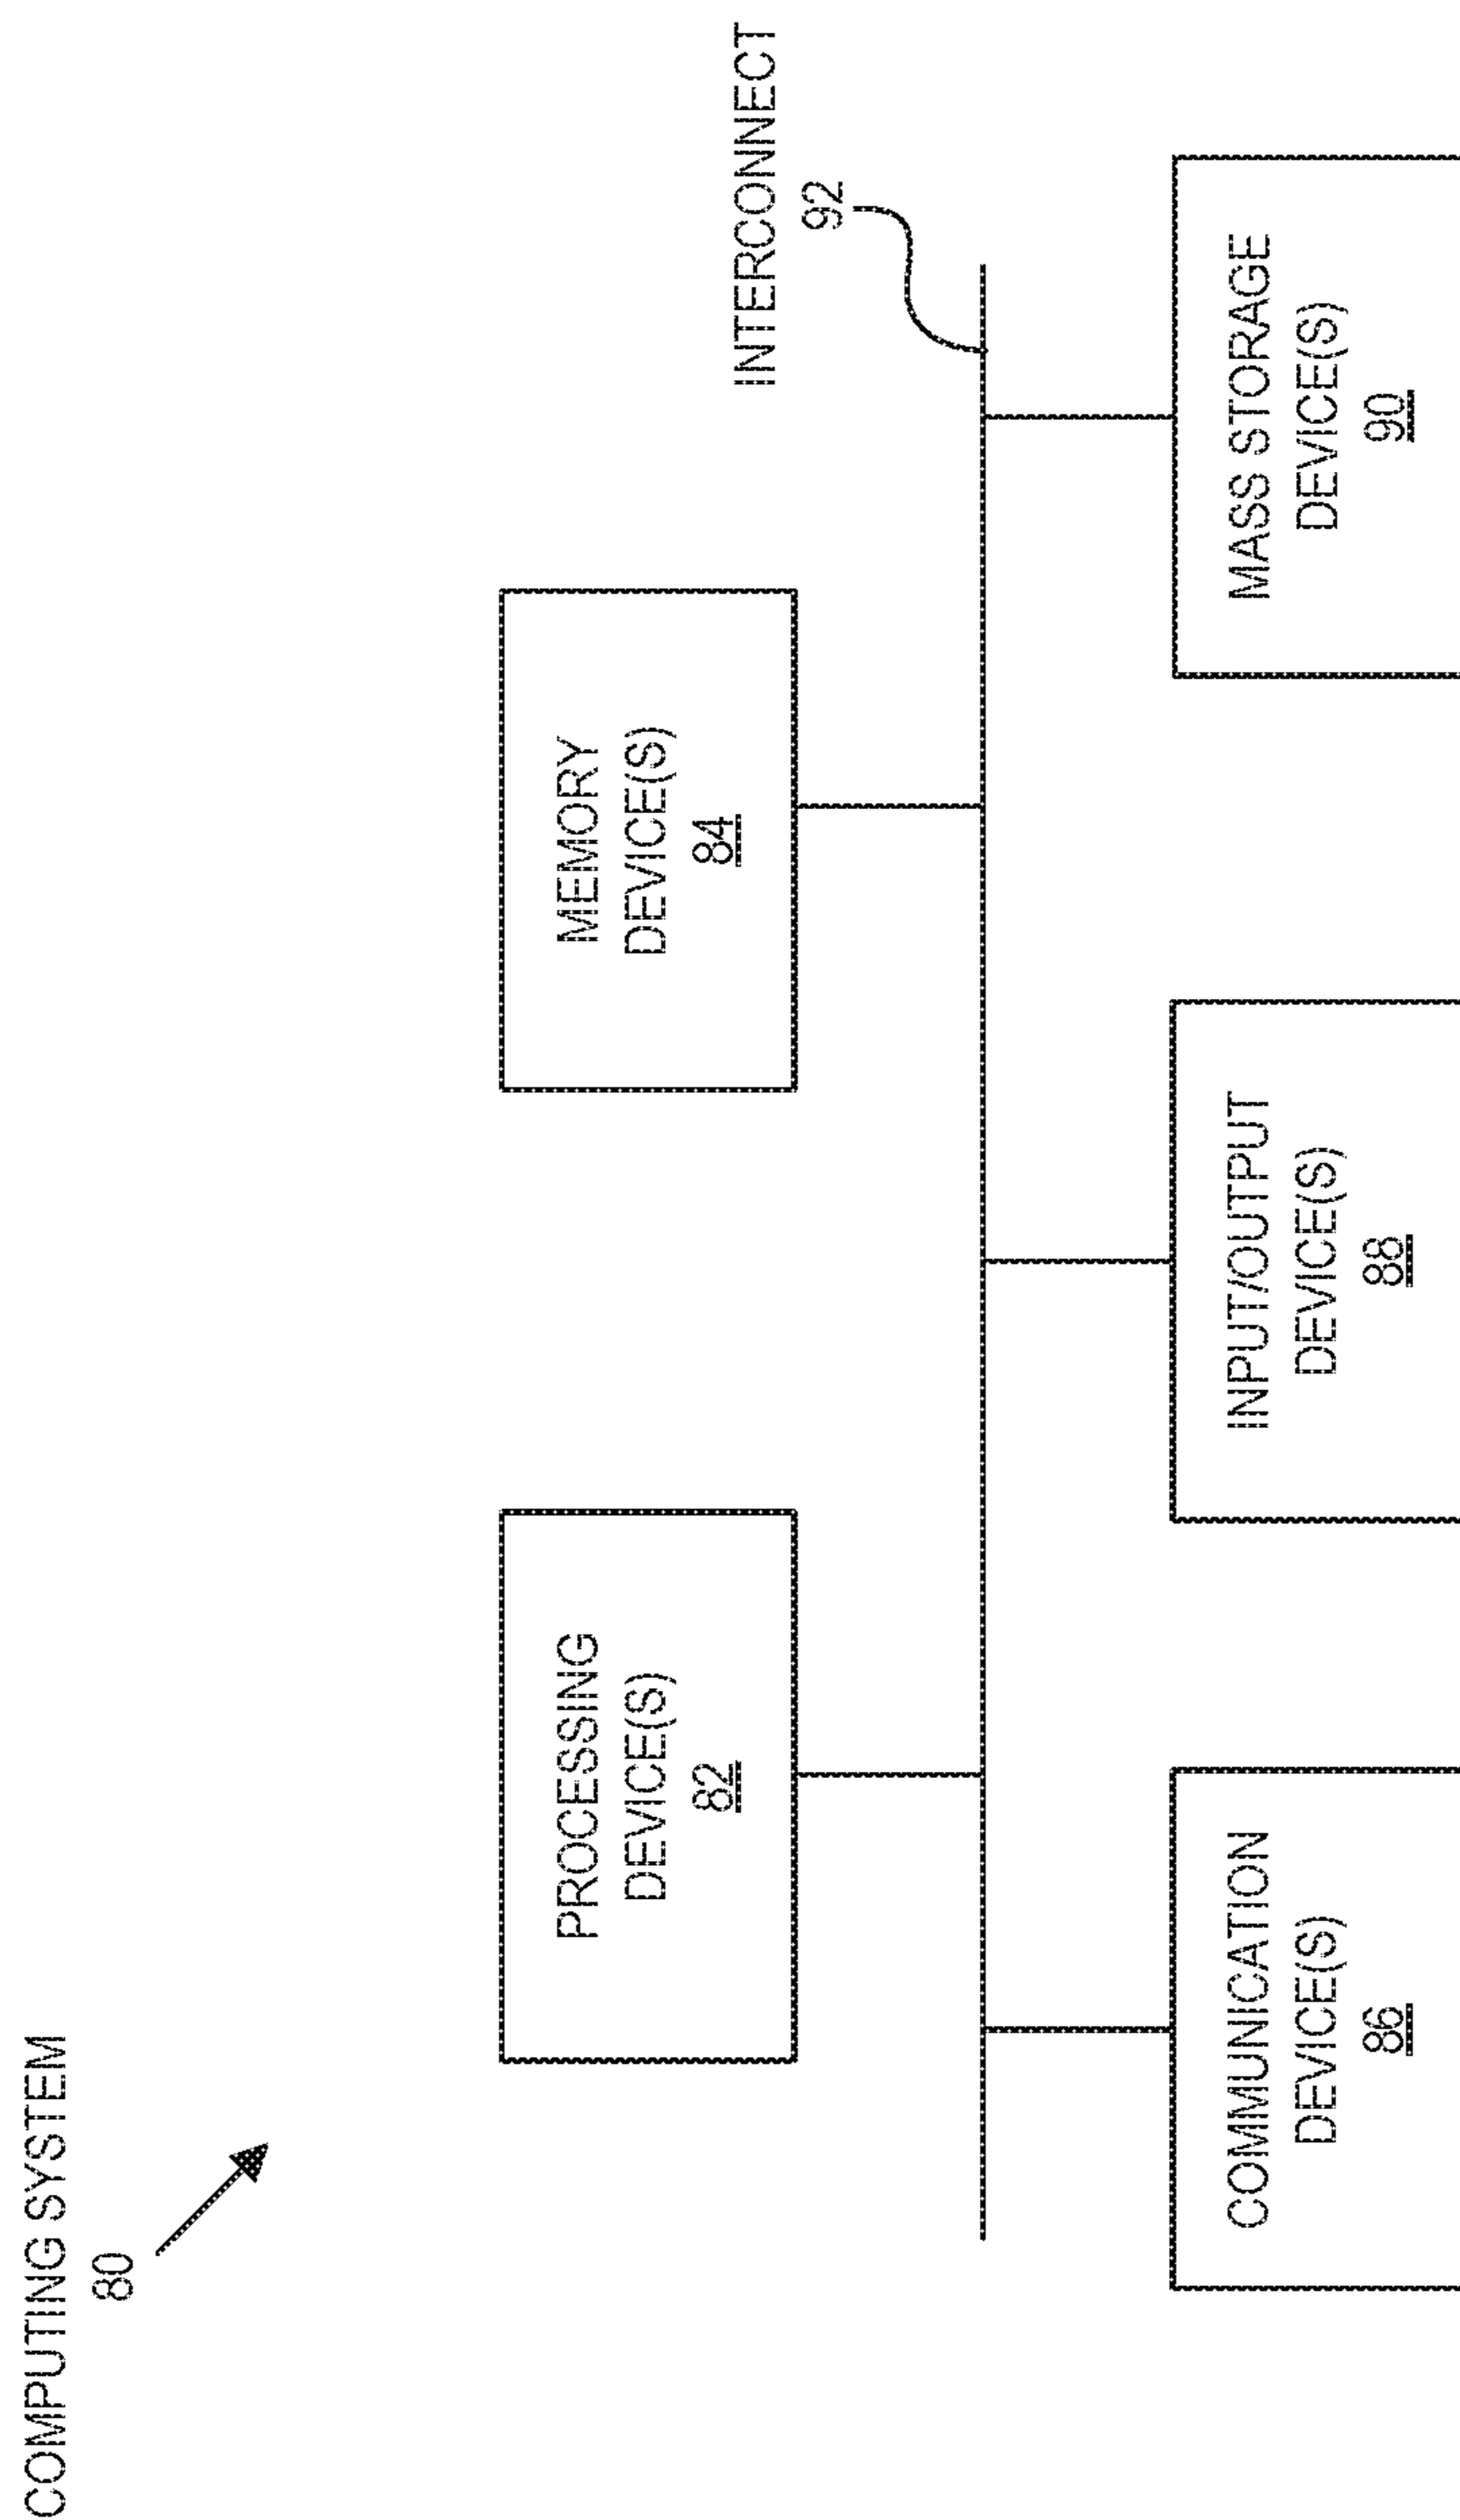 COMPUTING SYSTEM
80
PROCESSING
DEVICE(S)
82
MEMORY
DEVICE(S)
84
INTERCONNECT
92
COMMUNICATION
DEVICE(S)
86
INPUT/OUTPUT
DEVICE(S)
88
MASS STORAGE
DEVICE(S)
90